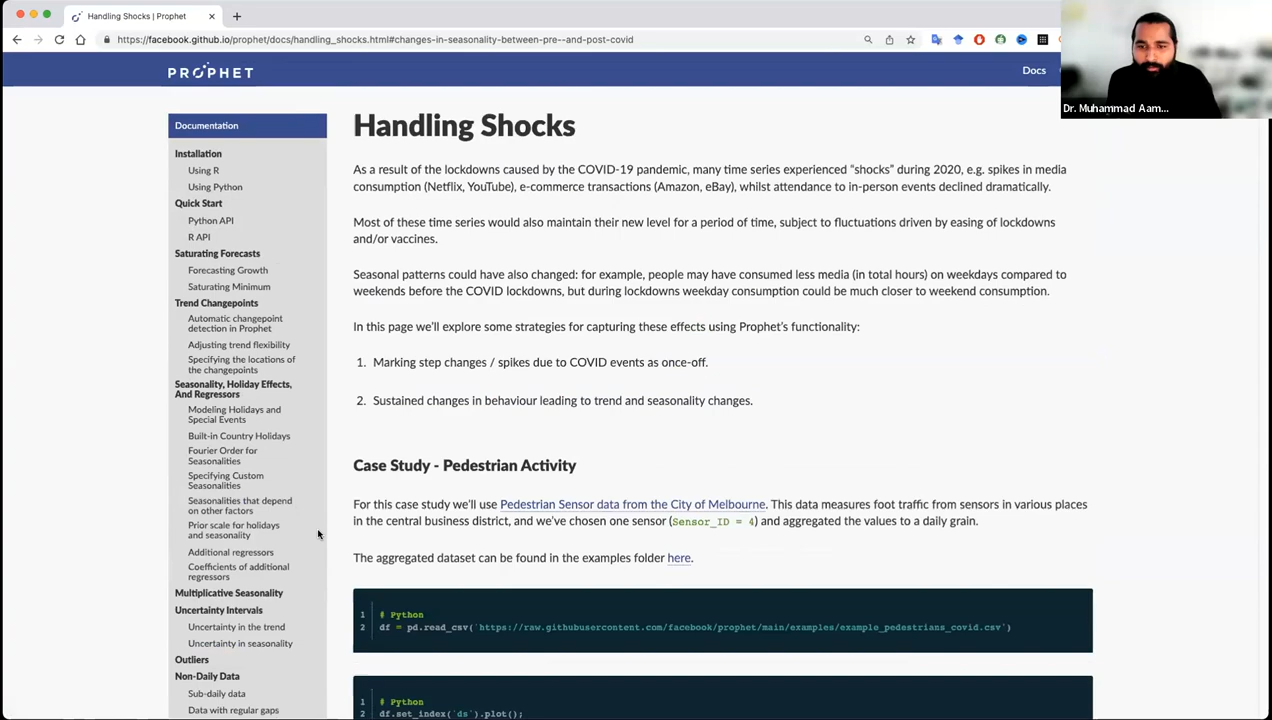 Handling Shocks | Prophet
https://facebook.github.io/prophet/docs/handling_shocks.html#changes-in-seasonality-between-pre--and-post-covid
PROPHET
Docs
Dr. Muhammad Aam...
Documentation
Installation
Using R
Using Python
Quick Start
Python API
R API
Saturating Forecasts
Forecasting Growth
Saturating Minimum
Trend Changepoints
Automatic changepoint
detection in Prophet
Adjusting trend flexibility
Specifying the locations of
the changepoints
Seasonality, Holiday Effects,
And Regressors
Modeling Holidays and
Special Events
Built-in Country Holidays
Fourier Order for
Seasonalities
Specifying Custom
Seasonalities
Seasonalities that depend
on other factors
Prior scale for holidays
and seasonality
Additional regressors
Coefficients of additional
regressors
Multiplicative Seasonality
Uncertainty Intervals
Uncertainty in the trend
Uncertainty in seasonality
Outliers
Non-Daily Data
Sub-daily data
Data with regular gaps
Handling Shocks
As a result of the lockdowns caused by the COVID-19 pandemic, many time series experienced “shocks” during 2020, e.g. spikes in media
consumption (Netflix, YouTube), e-commerce transactions (Amazon, eBay), whilst attendance to in-person events declined dramatically.
Most of these time series would also maintain their new level for a period of time, subject to fluctuations driven by easing of lockdowns
and/or vaccines.
Seasonal patterns could have also changed: for example, people may have consumed less media (in total hours) on weekdays compared to
weekends before the COVID lockdowns, but during lockdowns weekday consumption could be much closer to weekend consumption.
In this page we’ll explore some strategies for capturing these effects using Prophet’s functionality:
1. Marking step changes / spikes due to COVID events as once-off.
2. Sustained changes in behaviour leading to trend and seasonality changes.
Case Study - Pedestrian Activity
For this case study we’ll use Pedestrian Sensor data from the City of Melbourne. This data measures foot traffic from sensors in various places
in the central business district, and we’ve chosen one sensor (Sensor_ID = 4) and aggregated the values to a daily grain.
The aggregated dataset can be found in the examples folder here.
1 # Python
2 df = pd.read_csv('https://raw.githubusercontent.com/facebook/prophet/main/examples/example_pedestrians_covid.csv')
1 # Python
2 df.set_index('ds').plot();